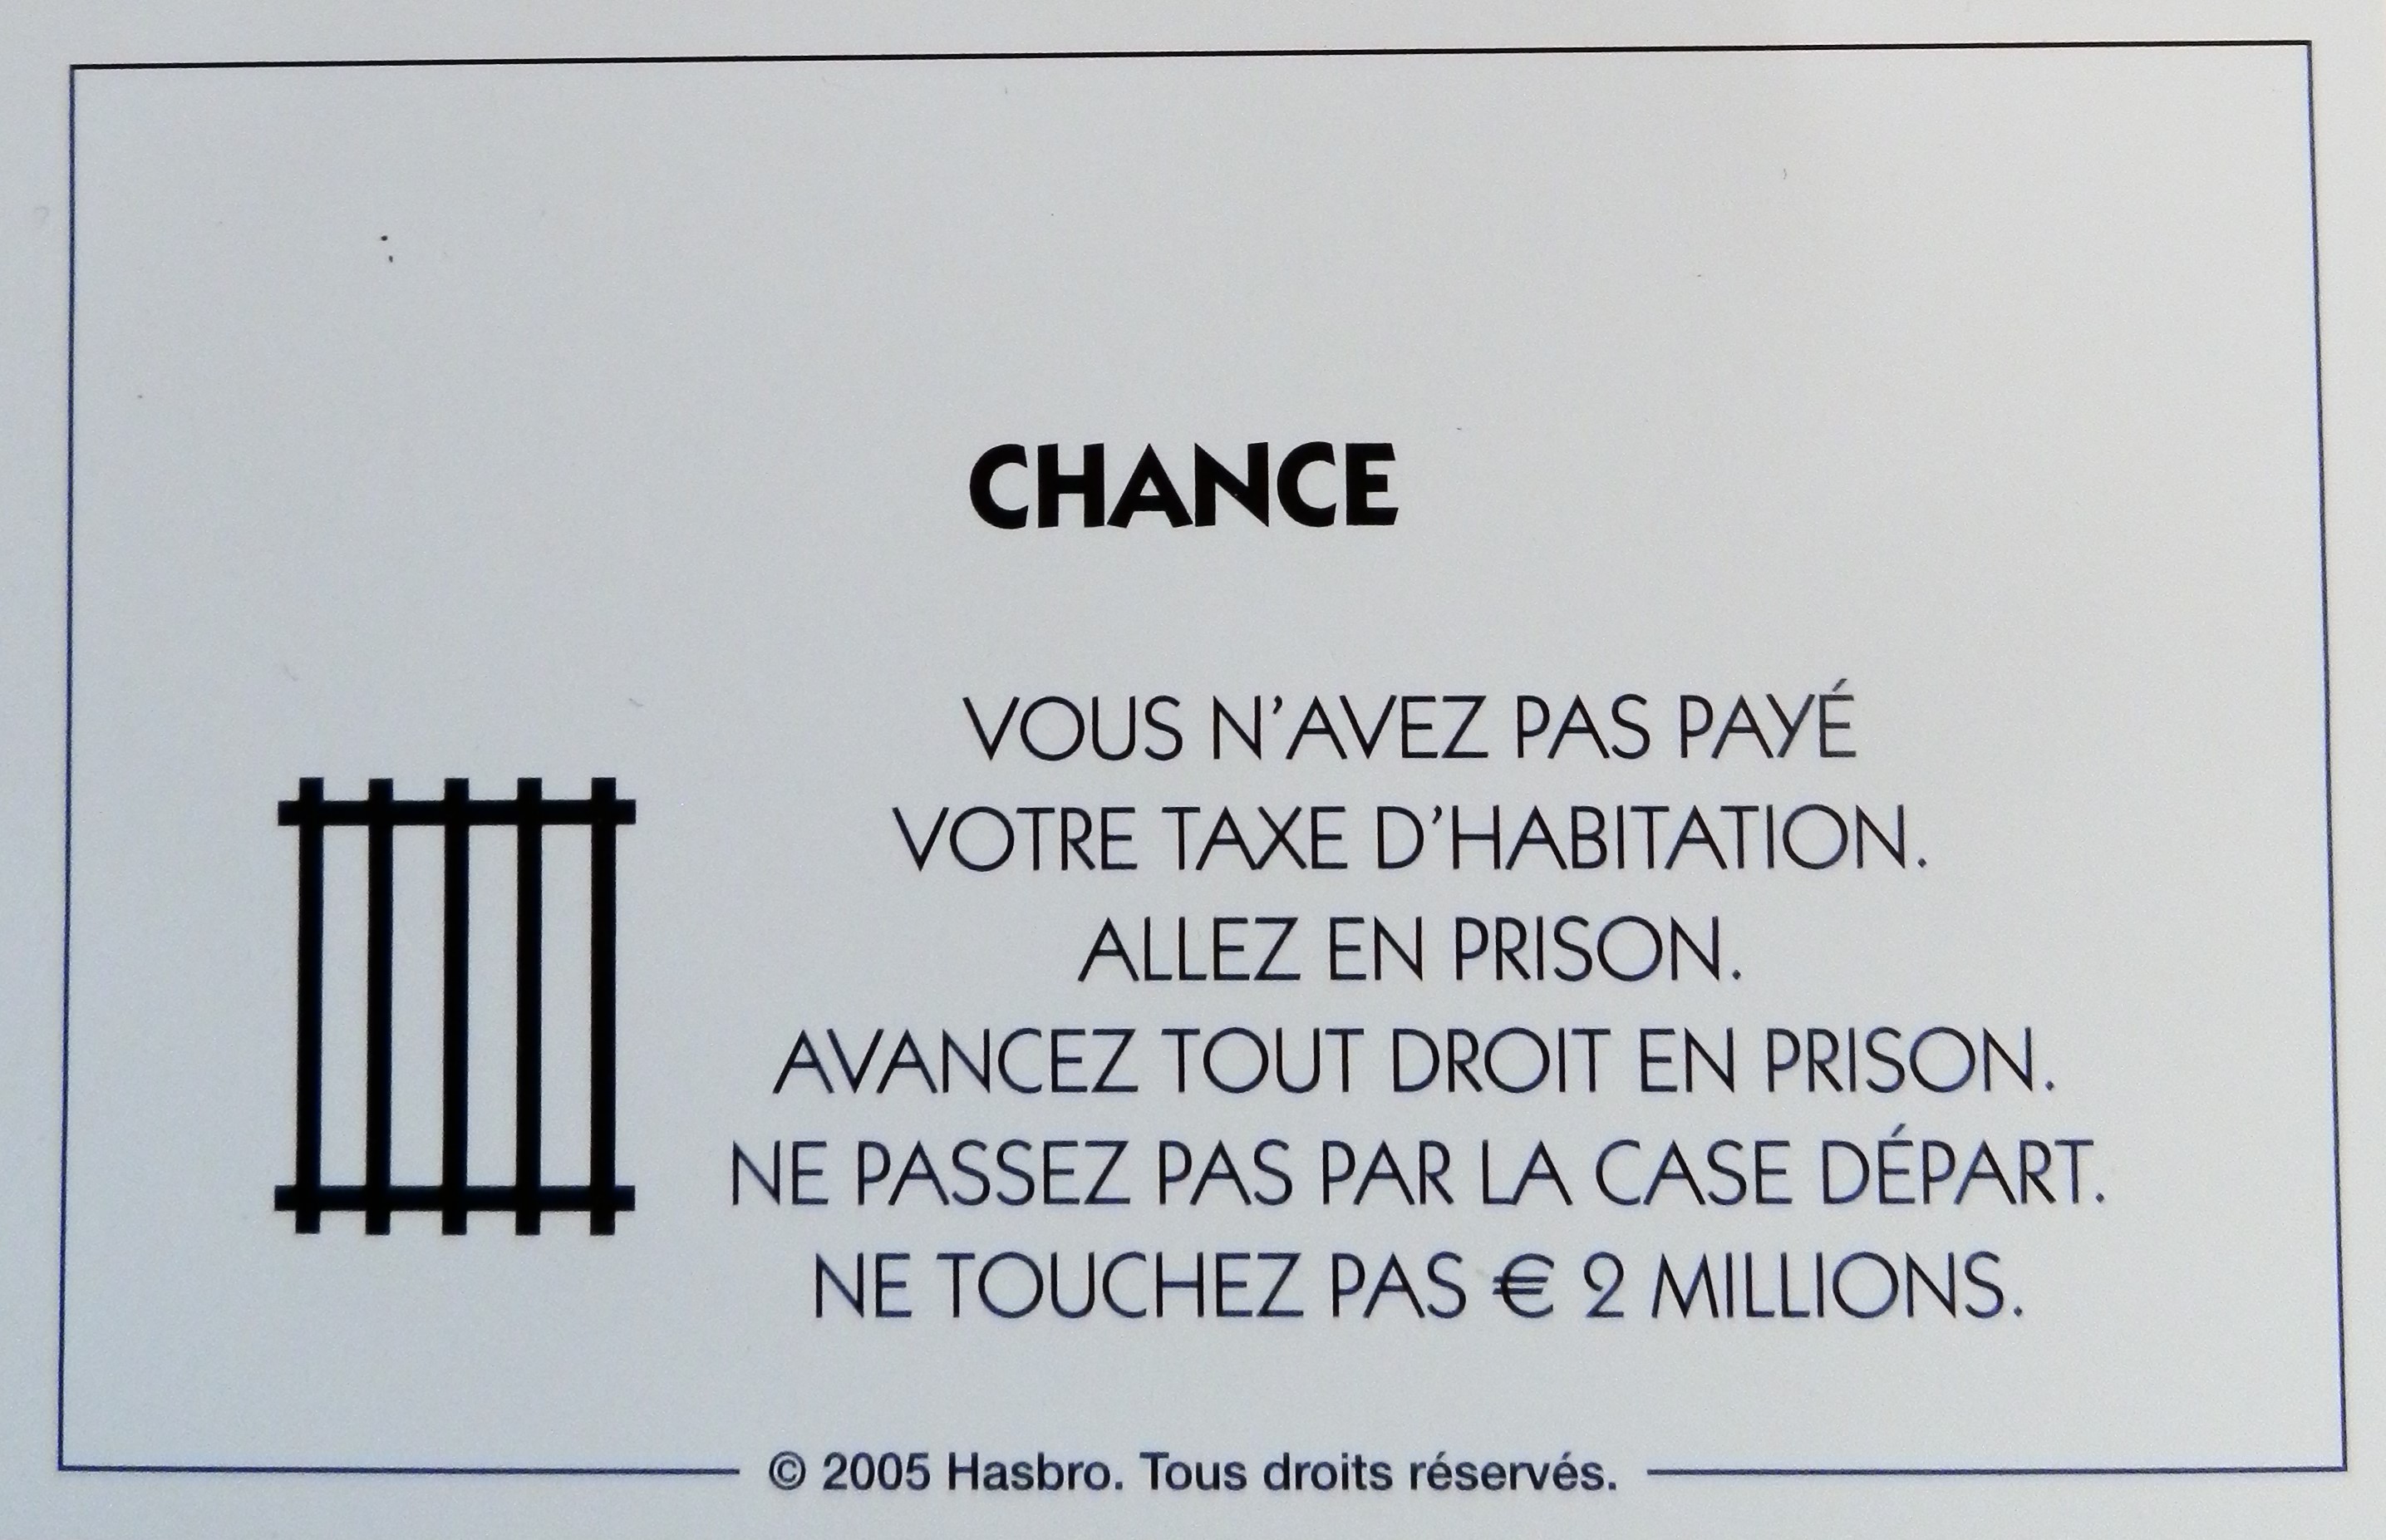 CHANCE
VOUS N'AVEZ PAS PAYÉ
VOTRE TAXE D'HABITATION.
ALLEZ EN PRISON.
AVANCEZ TOUT DROIT EN PRISON.
NE PASSEZ PAS PAR LA CASE DÉPART.
NE TOUCHEZ PAS € 2 MILLIONS.
© 2005 Hasbro. Tous droits réservés.